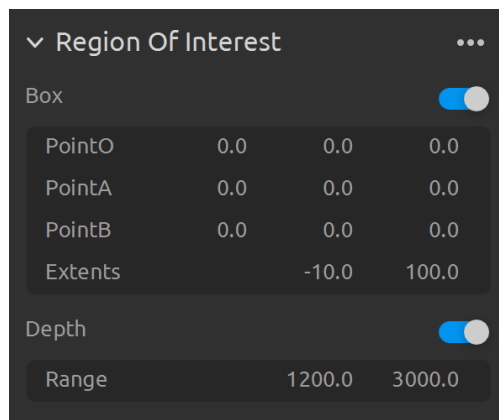 Region Of Interest
Box
PointO 0.0 0.0 0.0
PointA 0.0 0.0 0.0
PointB 0.0 0.0 0.0
Extents -10.0 100.0
Depth
Range 1200.0 3000.0